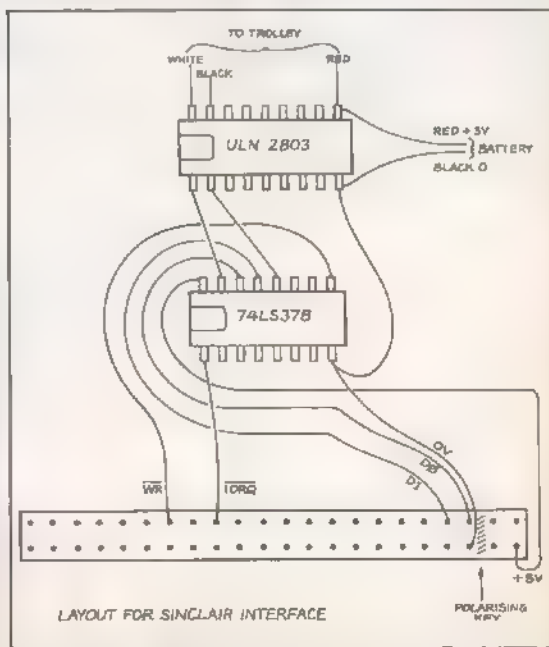 TO TROLLEY
WHITE
BLACK
RED
ULN 2803
RED + 3V
BATTERY
BLACK 0
74LS378
WR
IORQ
0V
D0
D1
+5V
LAYOUT FOR SINCLAIR INTERFACE
POLARISING
KEY